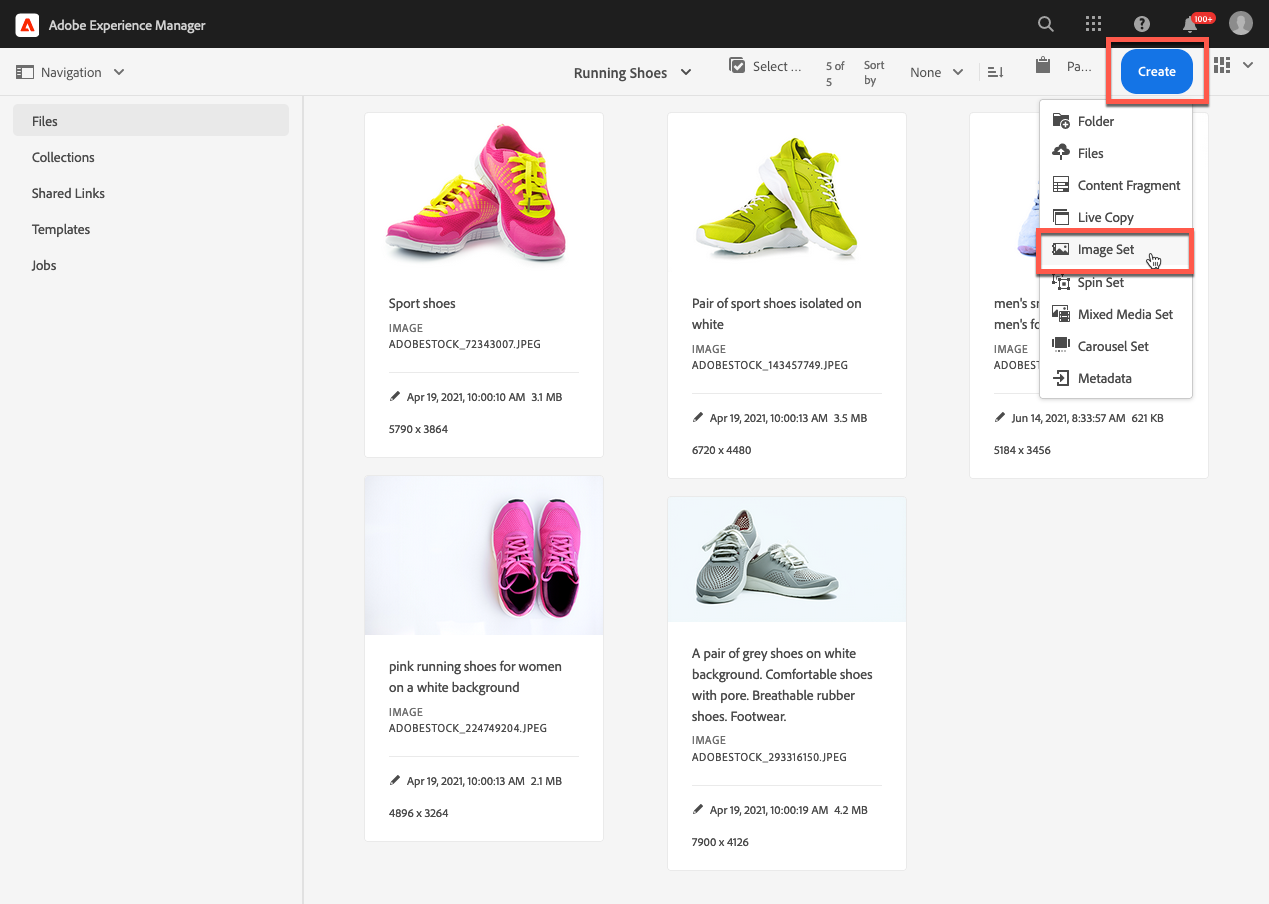 Adobe Experience Manager
100+
Navigation
Running Shoes
Select ...
5 of
5
Sort
by
None
Pa...
Create
Files
Collections
Shared Links
Templates
Jobs
Folder
Files
Content Fragment
Live Copy
Image Set
Spin Set
Mixed Media Set
Carousel Set
Metadata
Sport shoes
IMAGE
ADOBESTOCK_72343007.JPEG
Apr 19, 2021, 10:00:10 AM 3.1 MB
5790 x 3864
Pair of sport shoes isolated on
white
IMAGE
ADOBESTOCK_143457749.JPEG
Apr 19, 2021, 10:00:13 AM 3.5 MB
6720 x 4480
men's
men's
IMAGE
Jun 14, 2021, 8:33:57 AM 621 KB
5184 x 3456
pink running shoes for women
on a white background
IMAGE
ADOBESTOCK_224749204.JPEG
Apr 19, 2021, 10:00:13 AM 2.1 MB
4896 x 3264
A pair of grey shoes on white
background. Comfortable shoes
with pore. Breathable rubber
shoes. Footwear.
IMAGE
ADOBESTOCK_293316150.JPEG
Apr 19, 2021, 10:00:19 AM 4.2 MB
7900 x 4126